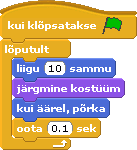 kui klõpsatakse
lõputult
liigu 10 sammu
järgmine kostüüm
kui äärel, põrka
oota 0.1 sek